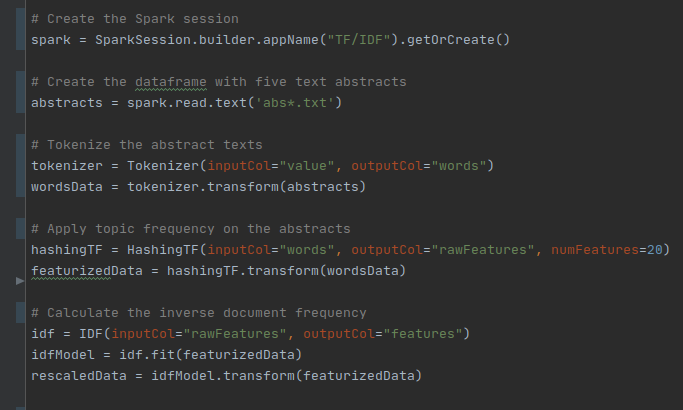 # Create the Spark session
spark = SparkSession.builder.appName("TF/IDF").getOrCreate()
# Create the dataframe with five text abstracts
abstracts = spark.read.text('abs*.txt')
# Tokenize the abstract texts
tokenizer = Tokenizer(inputCol="value", outputCol="words")
wordsData = tokenizer.transform(abstracts)
# Apply topic frequency on the abstracts
hashingTF = HashingTF(inputCol="words", outputCol="rawFeatures", numFeatures=20)
featurizedData = hashingTF.transform(wordsData)
# Calculate the inverse document frequency
idf = IDF(inputCol="rawFeatures", outputCol="features")
idfModel = idf.fit(featurizedData)
rescaledData = idfModel.transform(featurizedData)